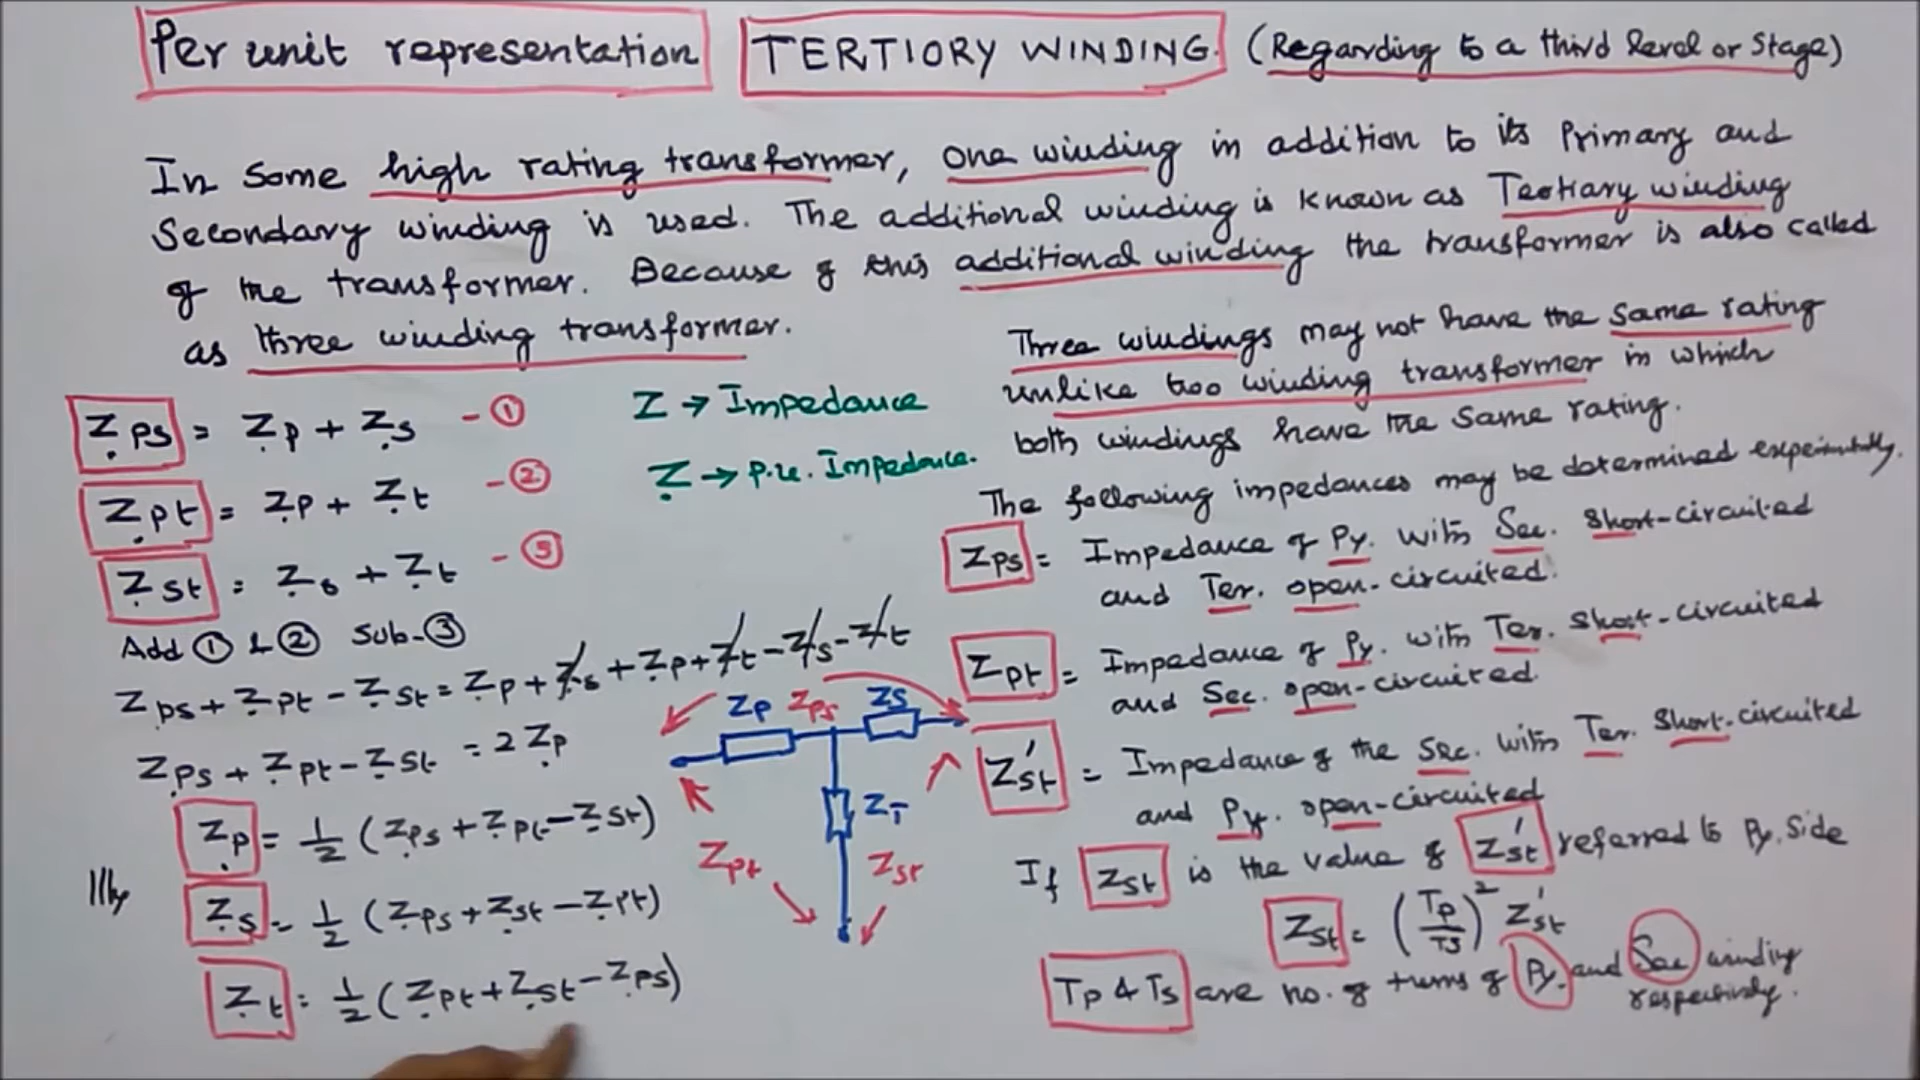 Per unit representation TERTIORY WINDING. (Regarding to a third level or stage)
In some high rating transformer, one winding in addition to its Primary and
Secondary winding is used. The additional winding is known as Tertiary winding
of the transformer. Because of this additional winding the transformer is also called
as three winding transformer.
Zps = Zp + Zs - ①
Zpt = Zp + Zt - ②
Zst = Zs + Zt - ③
Add ① & ② Sub-③
Zps + Zpt - Zst = Zp + Zs + Zp + Zt - Zs - Zt
Zps + Zpt - Zst = 2 Zp
Zp = 1/2 (Zps + Zpt - Zst)
Illly
Zs = 1/2 (Zps + Zst - Zpt)
Zt = 1/2 (Zpt + Zst - Zps)
Z → Impedance
Z → p.u. Impedance.
Zp Zps Zs
ZT
Zpt Zst
Three windings may not have the same rating
unlike two winding transformer in which
both windings have the same rating.
The following impedances may be determined experimentally.
Zps = Impedance of Py. with Sec. Short-circuited
and Ter. open-circuited.
Zpt = Impedance of Py. with Ter. Short-circuited
and Sec. open-circuited.
Z'st = Impedance of the Sec. with Ter. Short-circuited
and Py. open-circuited
If Zst is the value of Z'st referred to Py. Side
Zst = (Tp/Ts)² Z'st
Tp & Ts are no. of turns of Py. and Sec winding
respectively.